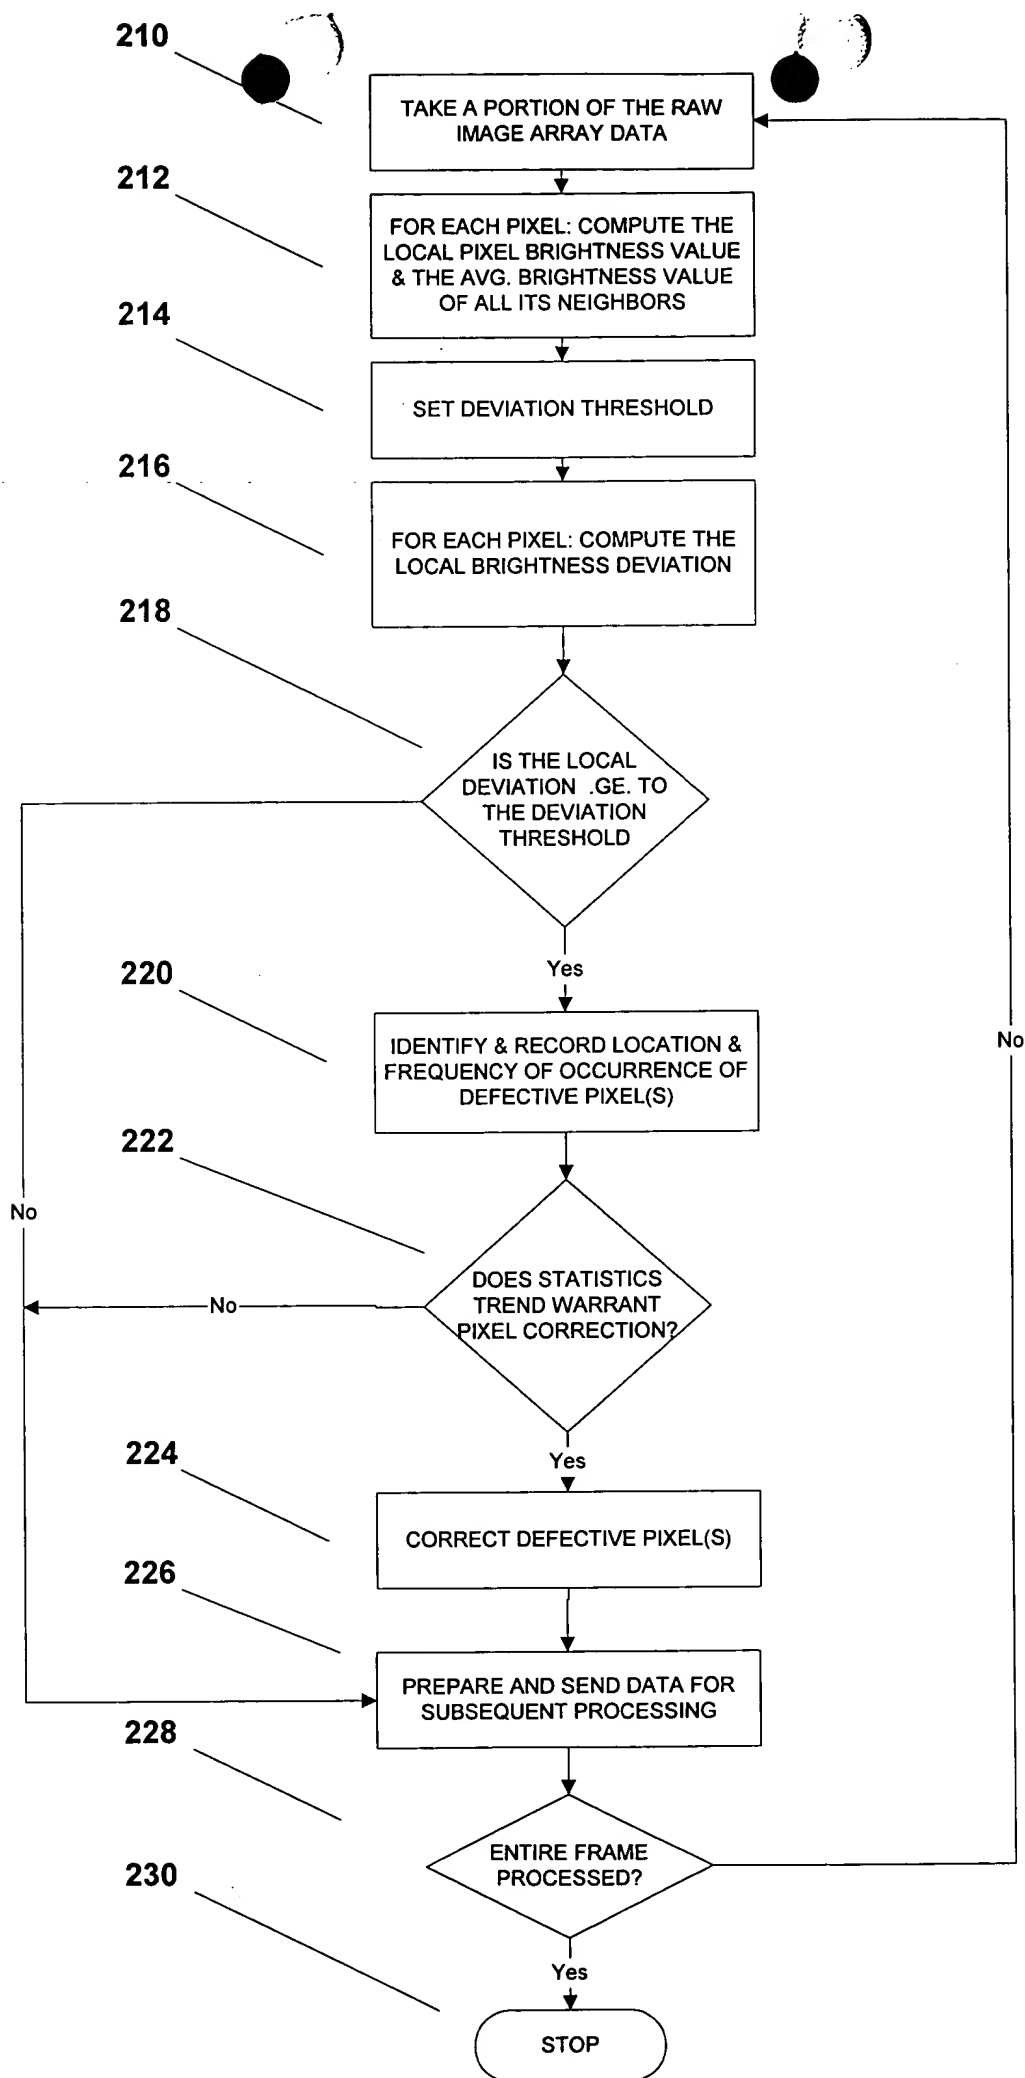 210
TAKE A PORTION OF THE RAW
IMAGE ARRAY DATA
212
FOR EACH PIXEL: COMPUTE THE
LOCAL PIXEL BRIGHTNESS VALUE
& THE AVG. BRIGHTNESS VALUE
OF ALL ITS NEIGHBORS
214
SET DEVIATION THRESHOLD
216
FOR EACH PIXEL: COMPUTE THE
LOCAL BRIGHTNESS DEVIATION
218
IS THE LOCAL
DEVIATION .GE. TO
THE DEVIATION
THRESHOLD
Yes
220
IDENTIFY & RECORD LOCATION &
FREQUENCY OF OCCURRENCE OF
DEFECTIVE PIXEL(S)
No
222
No
DOES STATISTICS
TREND WARRANT
PIXEL CORRECTION?
No
Yes
224
CORRECT DEFECTIVE PIXEL(S)
226
PREPARE AND SEND DATA FOR
SUBSEQUENT PROCESSING
228
ENTIRE FRAME
PROCESSED?
230
Yes
STOP